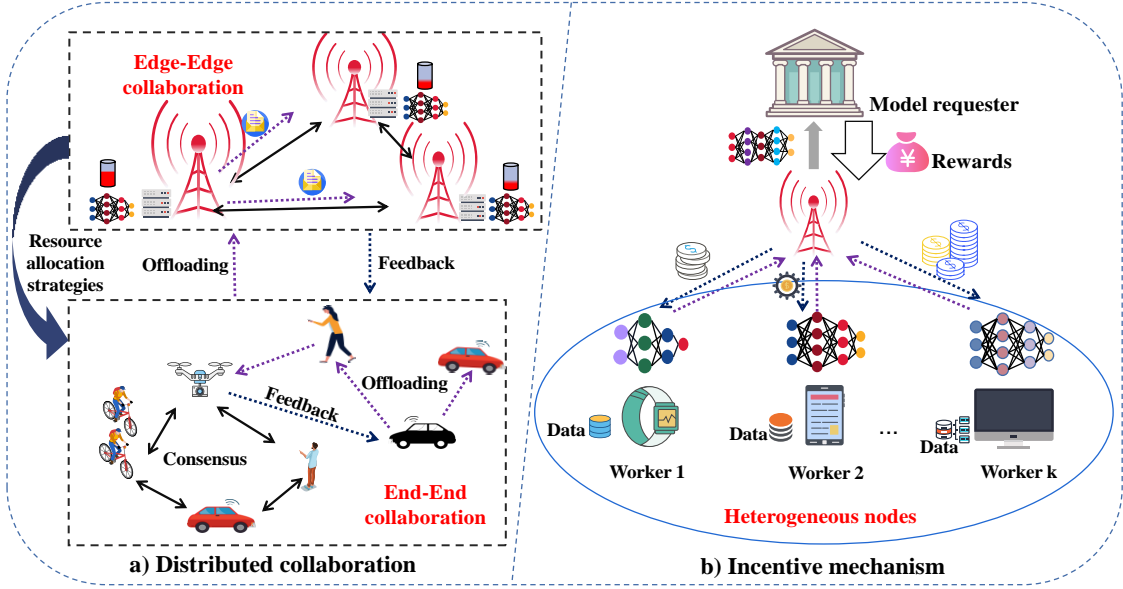 Edge-Edge
collaboration
Resource
allocation
strategies
Offloading
Feedback
Offloading
Feedback
Consensus
End-End
collaboration
a) Distributed collaboration
Model requester
¥
Rewards
Data
Data
...
Data
Worker 1
Worker 2
Worker k
Heterogeneous nodes
b) Incentive mechanism